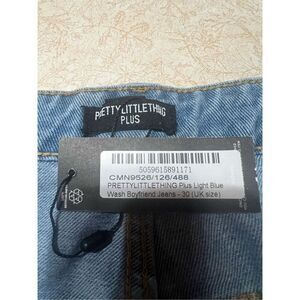 PRETTYLITTLETHING
PLUS
5059615891171
CMN9526/126/488
PRETTYLITTLETHING Plus Light Blue
Wash Boyfriend Jeans - 30 (UK size)